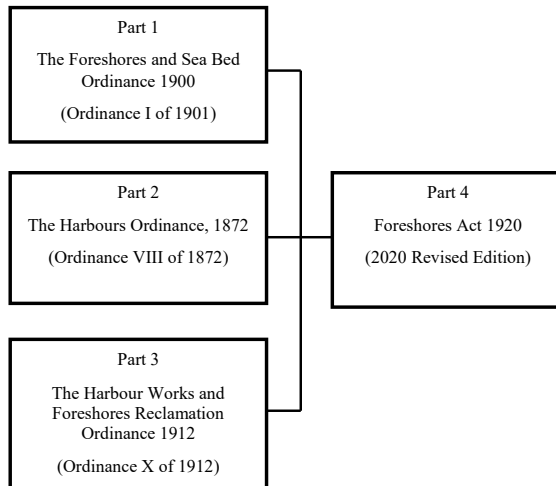 Part 1
The Foreshores and Sea Bed
Ordinance 1900
(Ordinance I of 1901)
Part 2
The Harbours Ordinance, 1872
(Ordinance VIII of 1872)
Part 3
The Harbour Works and
Foreshores Reclamation
Ordinance 1912
(Ordinance X of 1912)
Part 4
Foreshores Act 1920
(2020 Revised Edition)